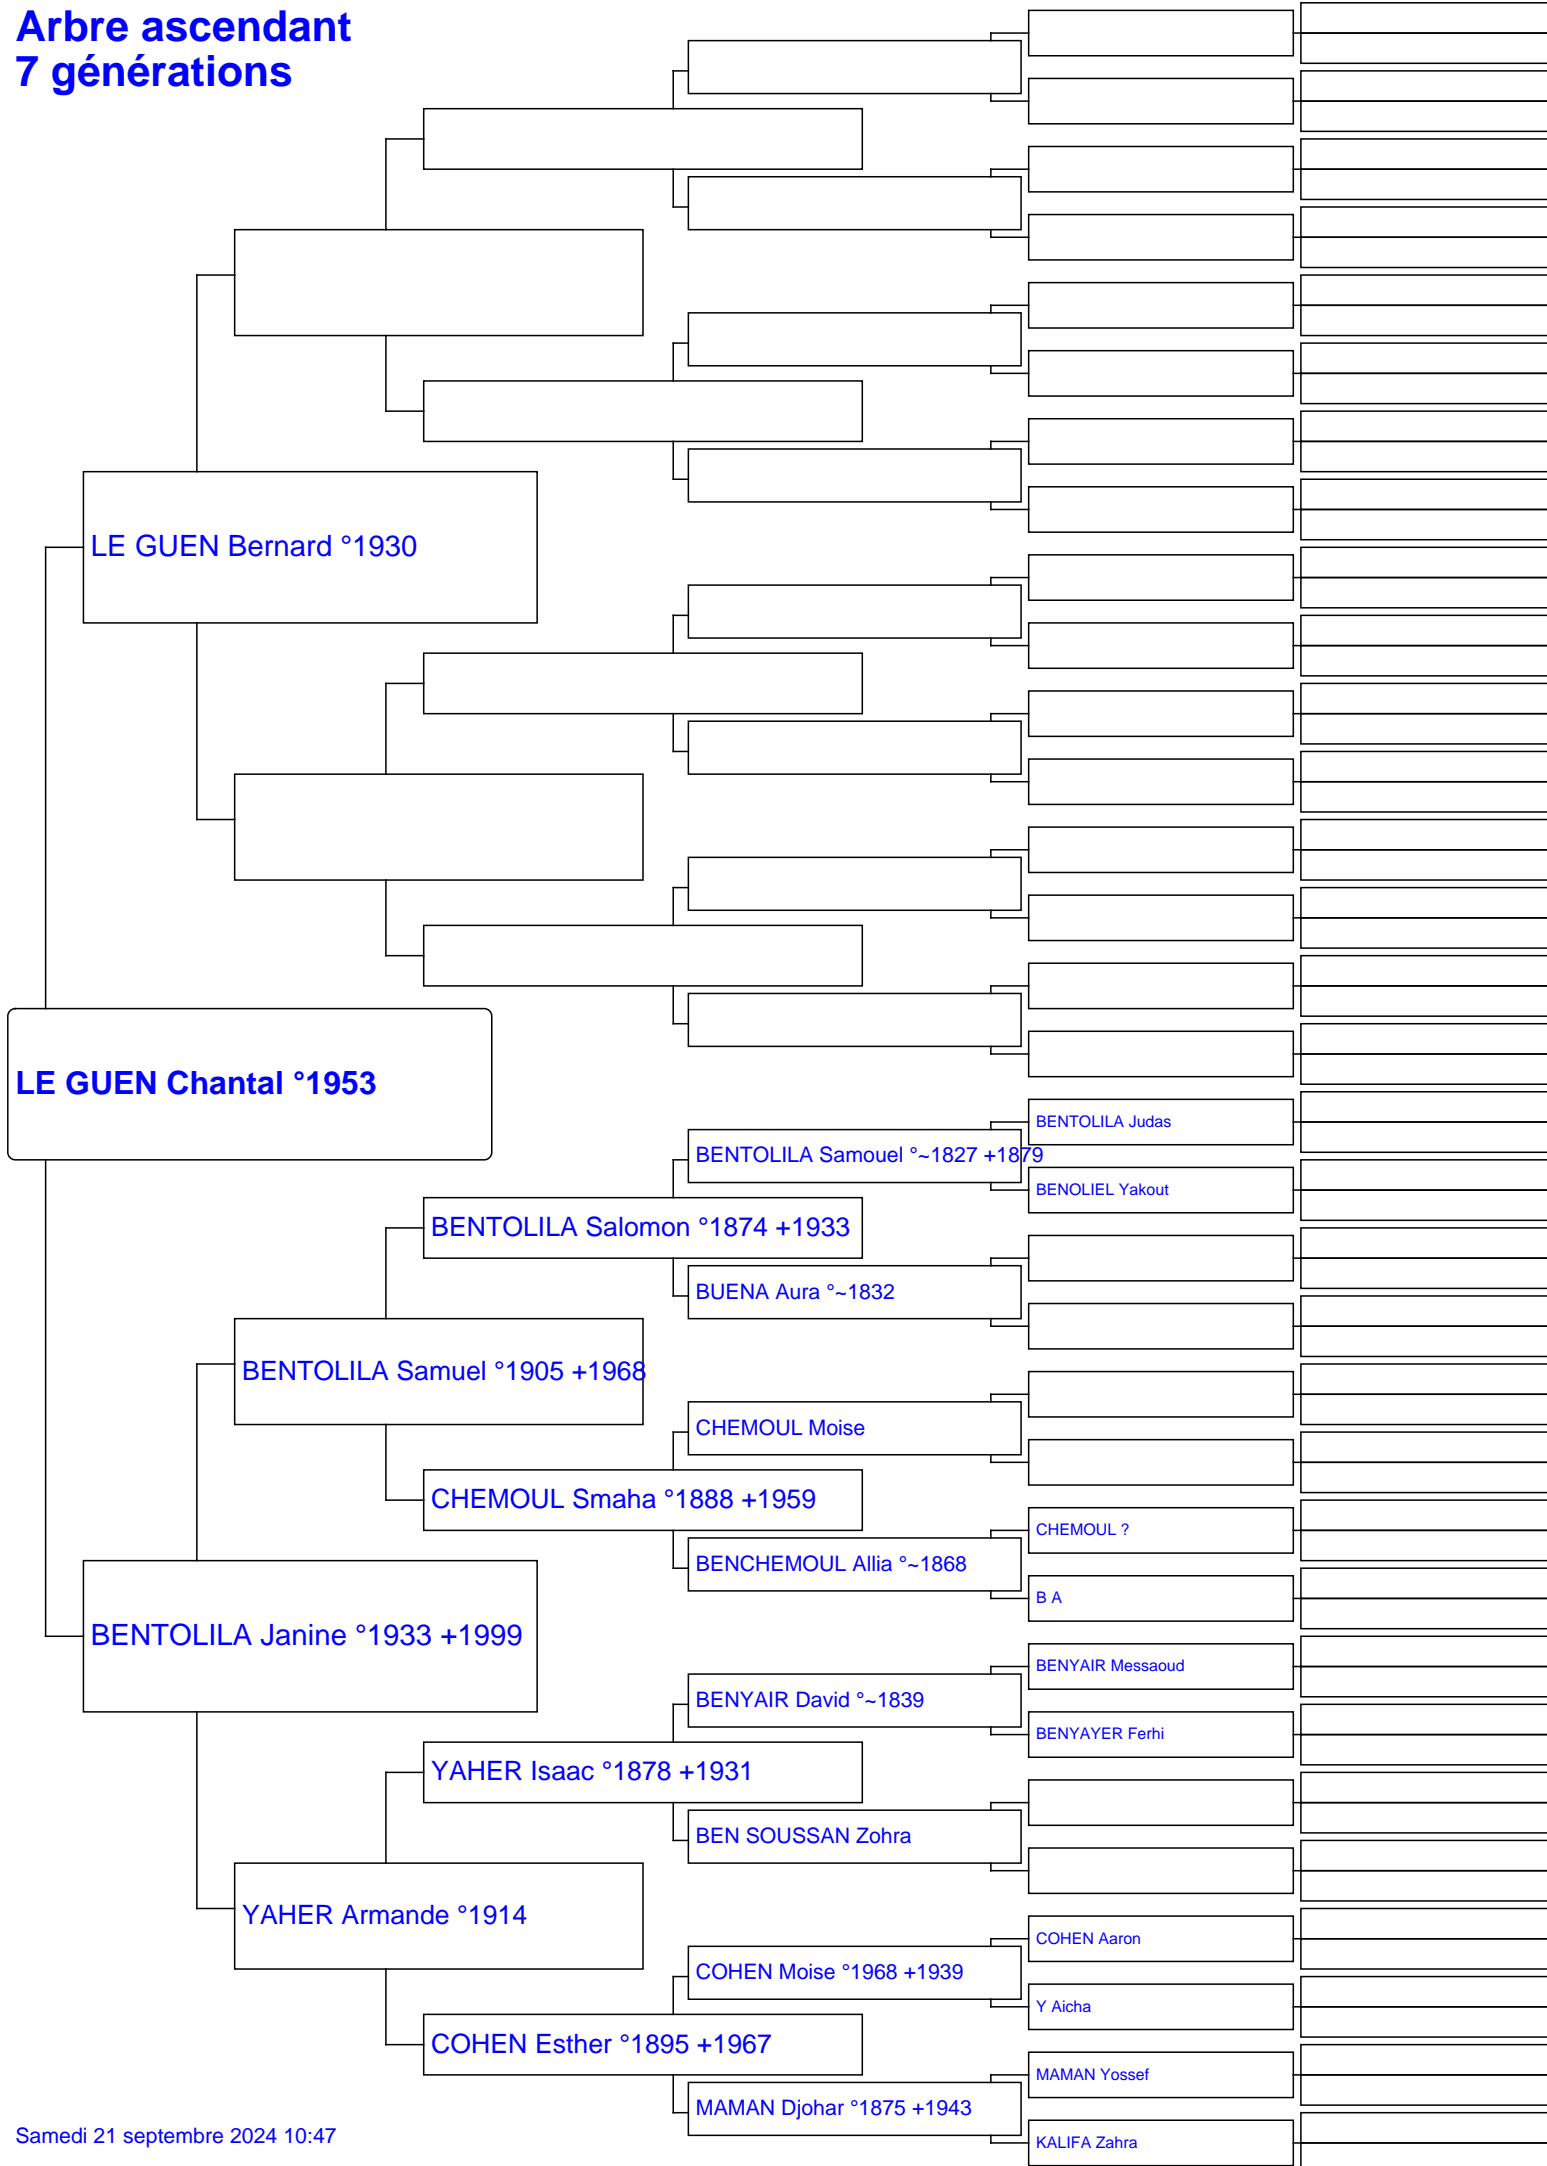 Arbre ascendant
7 générations
LE GUEN Bernard °1930
LE GUEN Chantal °1953
BENTOLILA Judas
BENTOLILA Samouel °~1827 +1879
BENOLIEL Yakout
BENTOLILA Salomon °1874 +1933
BUENA Aura °~1832
BENTOLILA Samuel °1905 +1968
CHEMOUL Moise
CHEMOUL Smaha °1888 +1959
CHEMOUL ?
BENCHEMOUL Allia °~1868
B A
BENTOLILA Janine °1933 +1999
BENYAIR Messaoud
BENYAIR David °~1839
BENYAYER Ferhi
YAHER Isaac °1878 +1931
BEN SOUSSAN Zohra
YAHER Armande °1914
COHEN Aaron
COHEN Moise °1968 +1939
Y Aicha
COHEN Esther °1895 +1967
MAMAN Yossef
MAMAN Djohar °1875 +1943
KALIFA Zahra
Samedi 21 septembre 2024 10:47